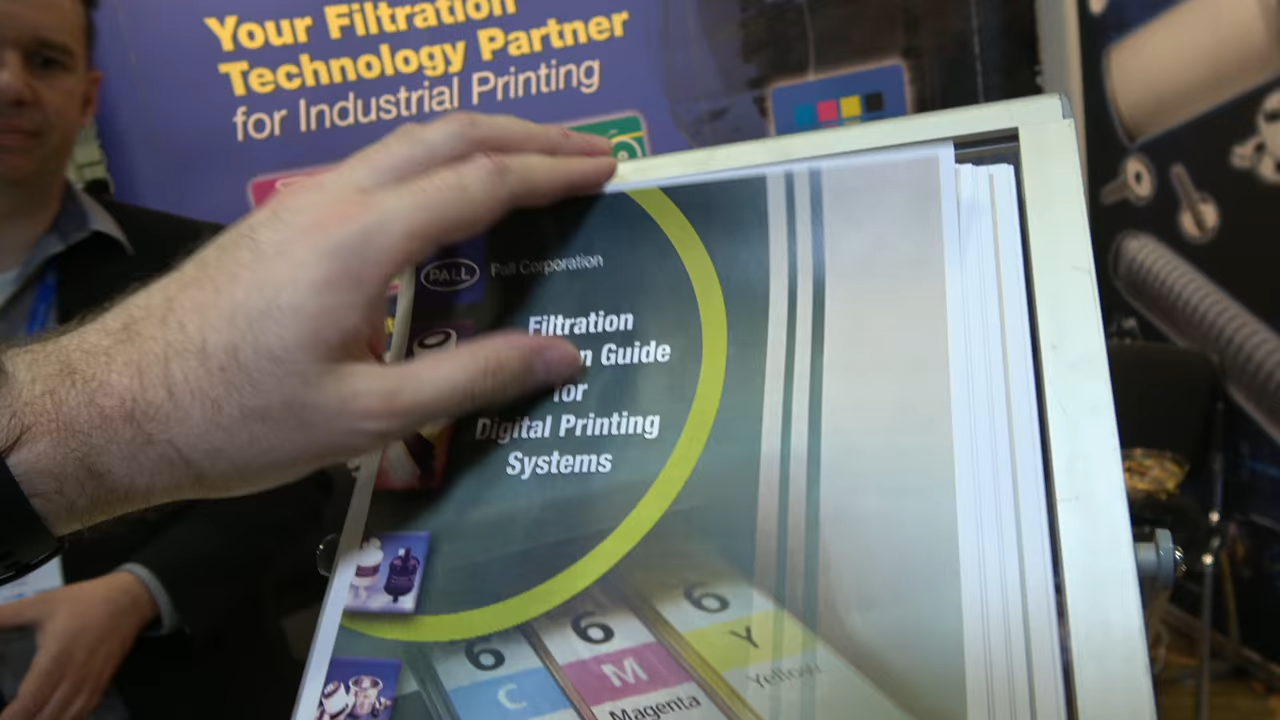 Your Filtration
Technology Partner
for Industrial Printing
PALL Pall Corporation
Filtration
n Guide
for
Digital Printing
Systems
6 6 6
C M Y
Magenta Yellow